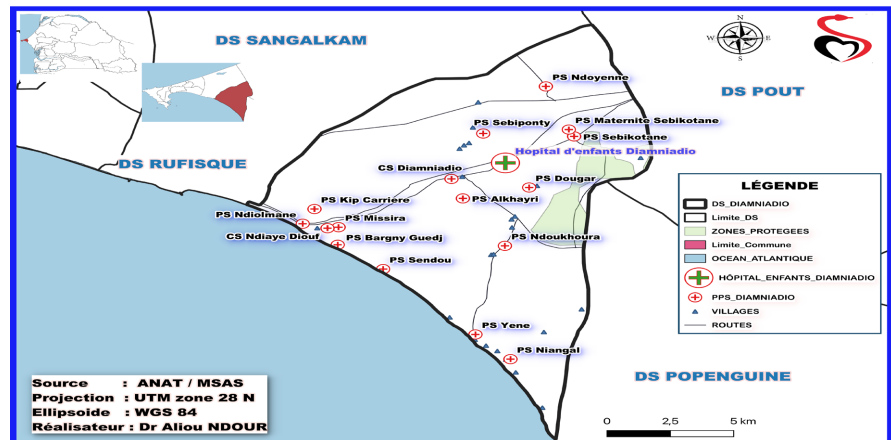 DS SANGALKAM
N
W
E
S
DS POUT
PS Ndoyenne
PS Sebiponty
PS Maternite Sebikotane
PS Sebikotane
Hopital d'enfants Diamniadio
DS RUFISQUE
CS Diamniadio
PS Dougar
PS Kip Carriere
PS Alkhayri
PS Ndiolmane
PS Missira
CS Ndiaye Diouf
PS Bargny Guedj
PS Ndoukhoura
PS Sendou
PS Yene
PS Niangal
DS POPENGUINE
LÉGENDE
DS_DIAMNIADIO
Limite_DS
ZONES_PROTEGEES
Limite_Commune
OCEAN_ATLANTIQUE
HÔPITAL_ENFANTS_DIAMNIADIO
PPS_DIAMNIADIO
VILLAGES
ROUTES
Source : ANAT / MSAS
Projection : UTM zone 28 N
Ellipsoide : WGS 84
Réalisateur : Dr Aliou NDOUR
0 2,5 5 km